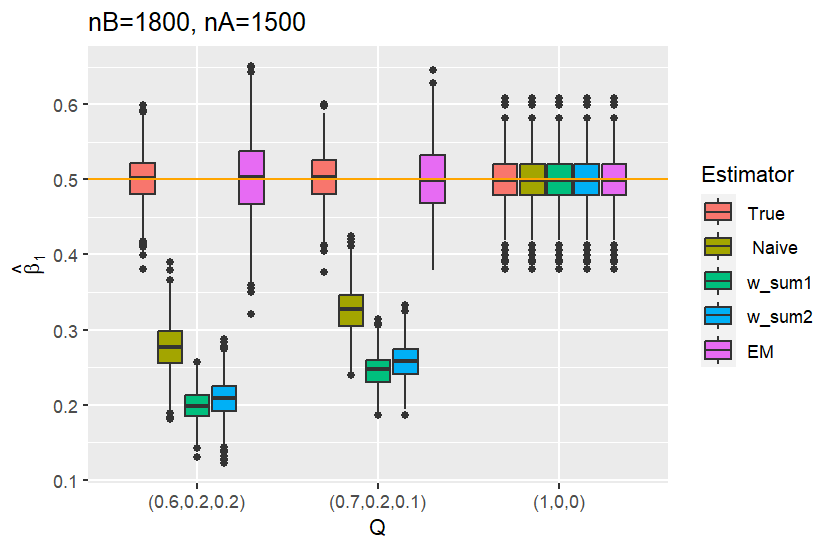 nB=1800, nA=1500
0.6
0.5
0.4
0.3
0.2
0.1
β̂₁
(0.6,0.2,0.2)
(0.7,0.2,0.1)
(1,0,0)
Q
Estimator
True
Naive
w_sum1
w_sum2
EM